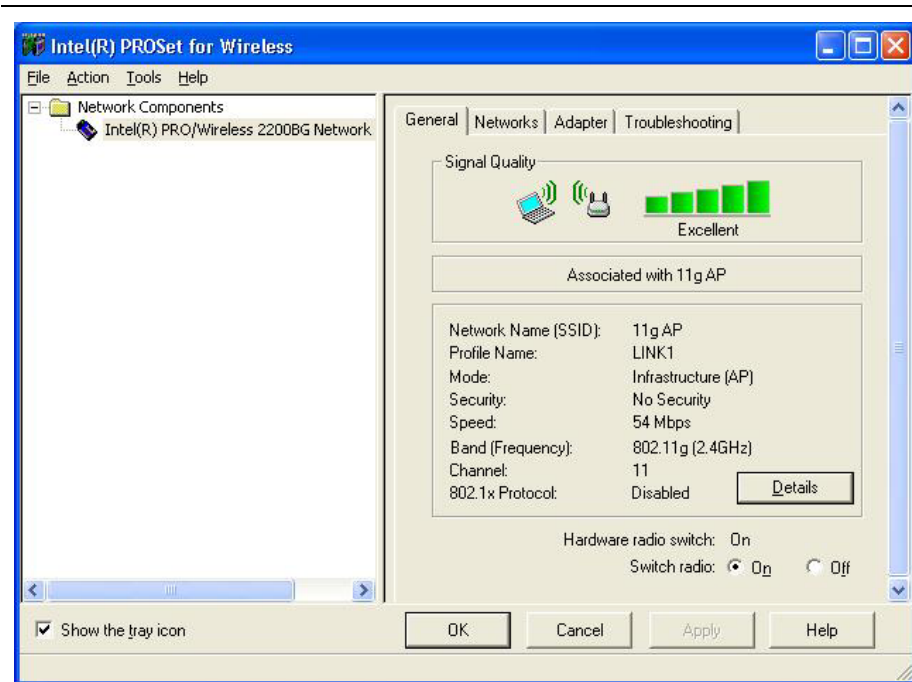 Intel(R) PROSet for Wireless
File Action Tools Help
Network Components
Intel(R) PRO/Wireless 2200BG Network
General Networks Adapter Troubleshooting
Signal Quality
Excellent
Associated with 11g AP
Network Name (SSID): 11g AP
Profile Name: LINK1
Mode: Infrastructure (AP)
Security: No Security
Speed: 54 Mbps
Band (Frequency): 802.11g (2.4GHz)
Channel: 11
802.1x Protocol: Disabled Details
Hardware radio switch: On
Switch radio: On Off
Show the tray icon OK Cancel Apply Help